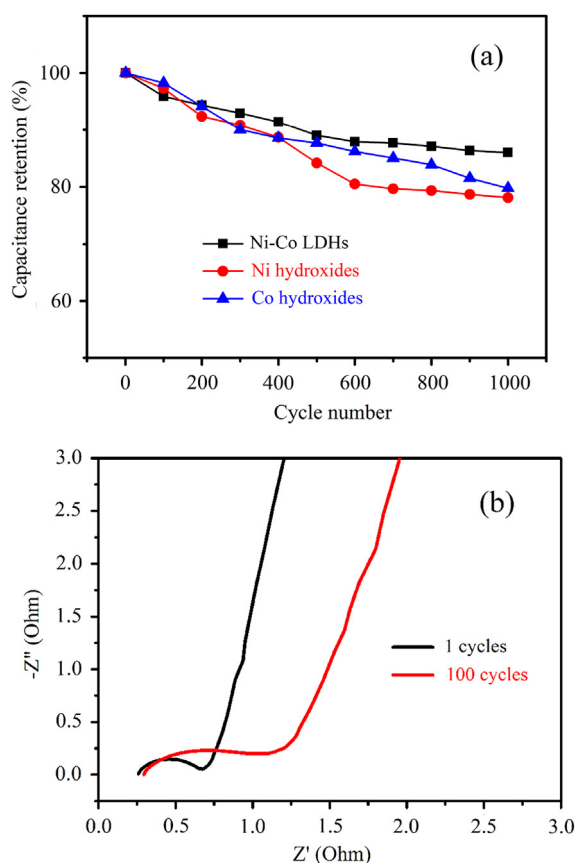 (a)
Capacitance retention (%)
100
80
60
Ni-Co LDHs
Ni hydroxides
Co hydroxides
0 200 400 600 800 1000
Cycle number
(b)
-Z" (Ohm)
3.0
2.5
2.0
1.5
1.0
0.5
0.0
1 cycles
100 cycles
0.0 0.5 1.0 1.5 2.0 2.5 3.0
Z' (Ohm)